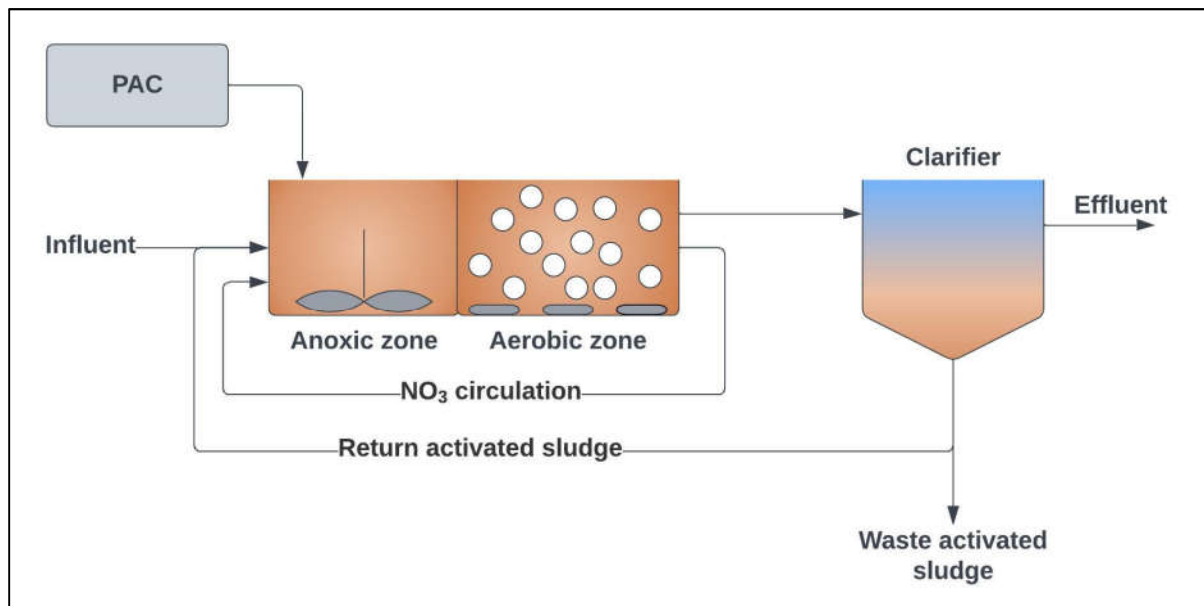 PAC
Clarifier
Effluent
Influent
Anoxic zone
Aerobic zone
NO₃ circulation
Return activated sludge
Waste activated
sludge